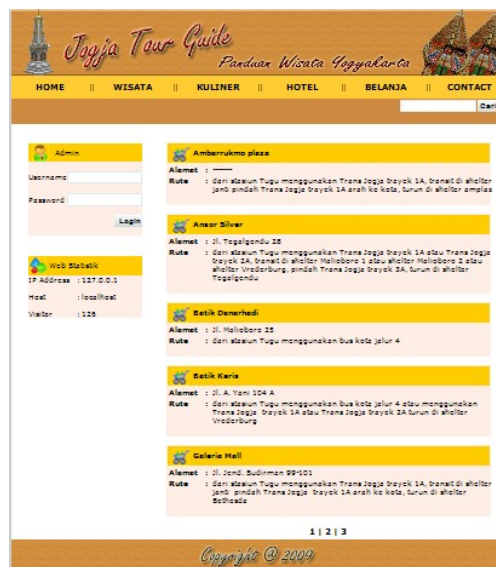 Jogja Tour Guide
Panduan Wisata Yogyakarta
HOME || WISATA || KULINER || HOTEL || BELANJA || CONTACT
Cari
Admin
Username
Password
Login
Web Statistik
IP Address : 127.0.0.1
Host : localhost
Visitor : 126
Ambarrukmo plaza
Alamat : --------
Rute : dari stasiun Tugu menggunakan Trans Jogja trayek 1A, transit di shelter
janti pindah Trans Jogja trayek 1A arah ke kota, turun di shelter amplas
Ansor Silver
Alamat : Jl. Tegalgendu 28
Rute : dari stasiun Tugu menggunakan Trans Jogja trayek 1A atau Trans Jogja
trayek 2A, transit di shelter Malioboro 1 atau shelter Malioboro 2 atau
shelter Vrederburg, pindah Trans Jogja trayek 3A, turun di shelter
Tegalgendu
Batik Danarhadi
Alamat : Jl. Malioboro 25
Rute : dari stasiun Tugu menggunakan bus kota jalur 4
Batik Keris
Alamat : Jl. A. Yani 104 A
Rute : dari stasiun Tugu menggunakan bus kota jalur 4 atau menggunakan
Trans Jogja trayek 1A atau Trans Jogja trayek 2A turun di shelter
Vrederburg
Galeria Mall
Alamat : Jl. Jend. Sudirman 99-101
Rute : dari stasiun Tugu menggunakan Trans Jogja trayek 1A, transit di shelter
janti pindah Trans Jogja trayek 1A arah ke kota, turun di shelter
Bethesda
1 | 2 | 3
Copyright @ 2009